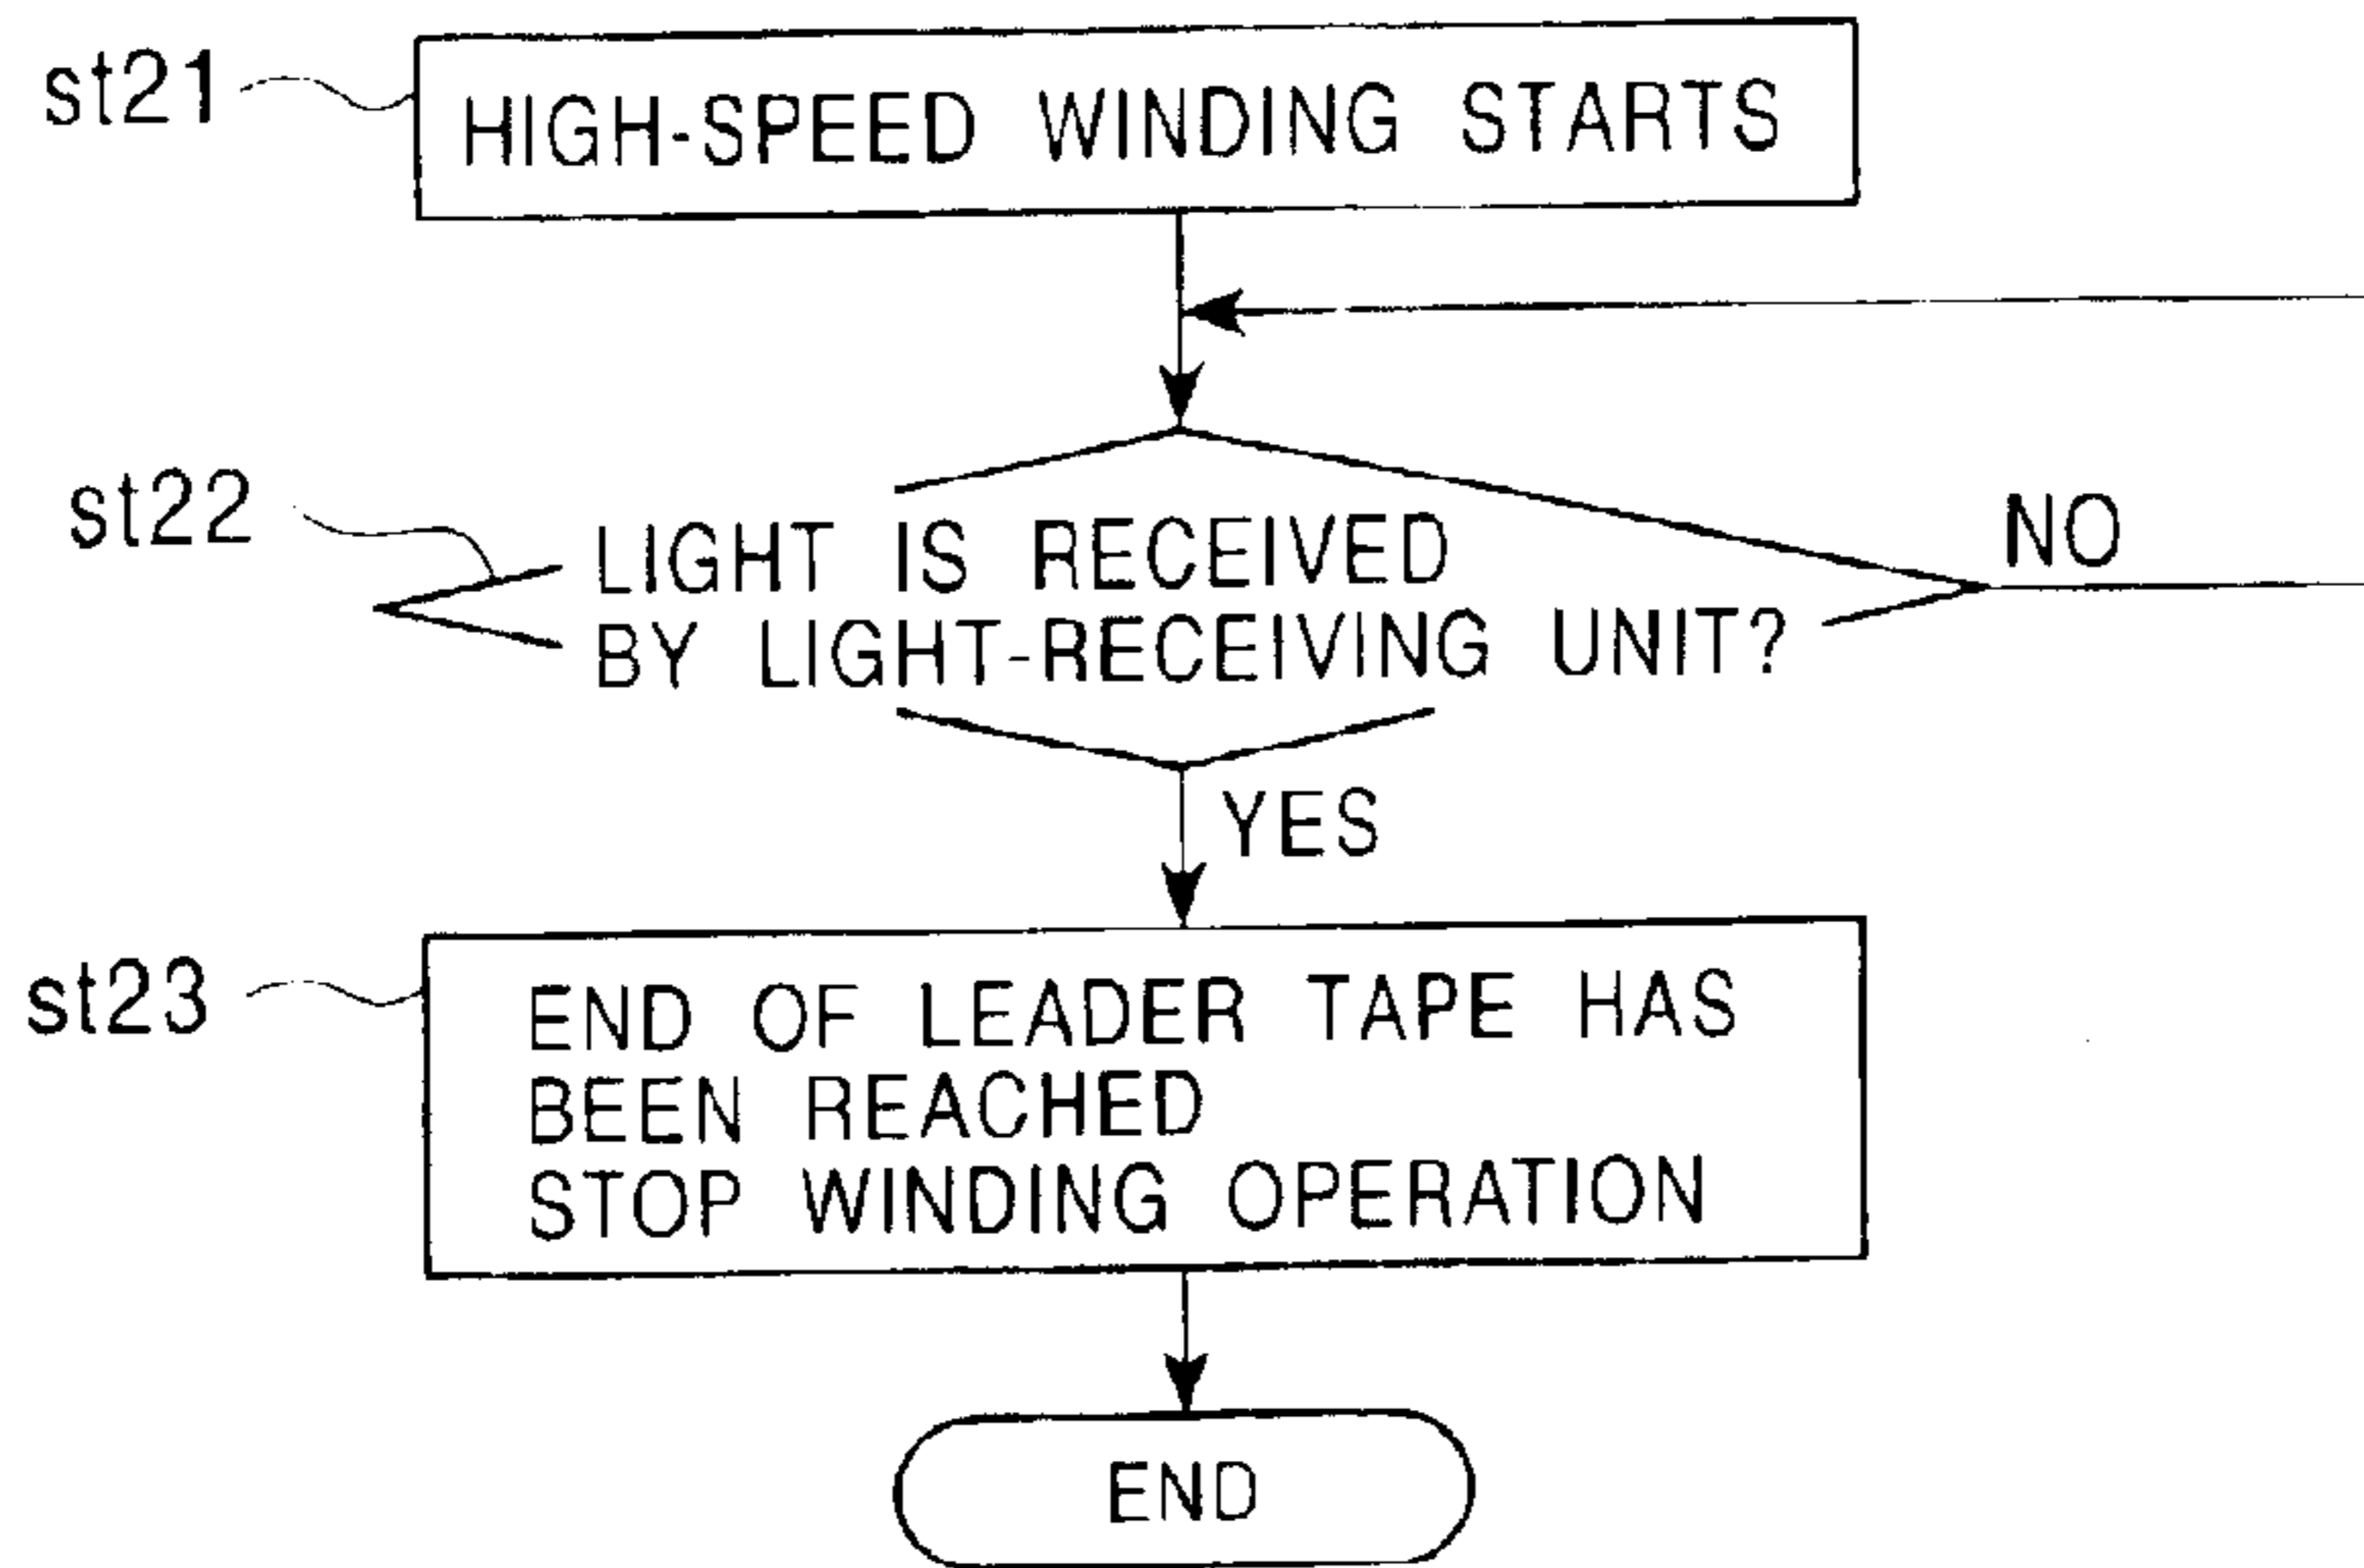 st21
HIGH-SPEED WINDING STARTS
st22
LIGHT IS RECEIVED
BY LIGHT-RECEIVING UNIT?
NO
YES
st23
END OF LEADER TAPE HAS
BEEN REACHED
STOP WINDING OPERATION
END